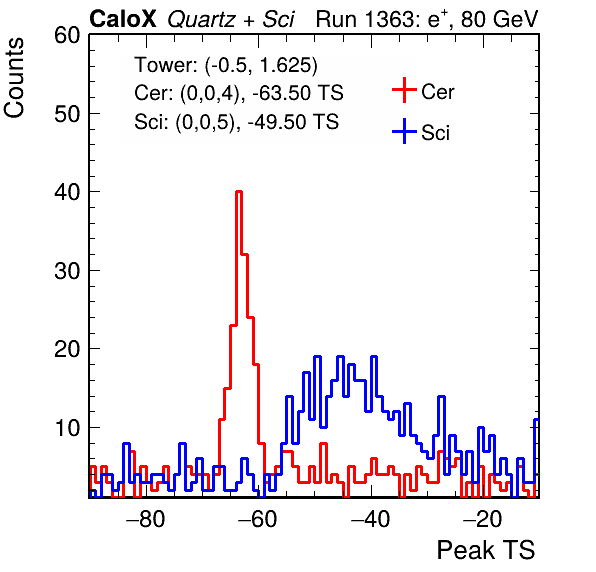 CaloX Quartz + Sci Run 1363: e⁺, 80 GeV
Tower: (-0.5, 1.625)
Cer: (0,0,4), -63.50 TS
Sci: (0,0,5), -49.50 TS
Cer
Sci
Counts
60
50
40
30
20
10
−80 −60 −40 −20
Peak TS